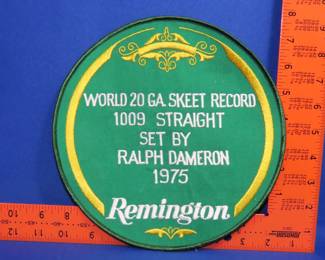 WORLD 20 GA. SKEET RECORD
1009 STRAIGHT
SET BY
RALPH DAMERON
1975
Remington